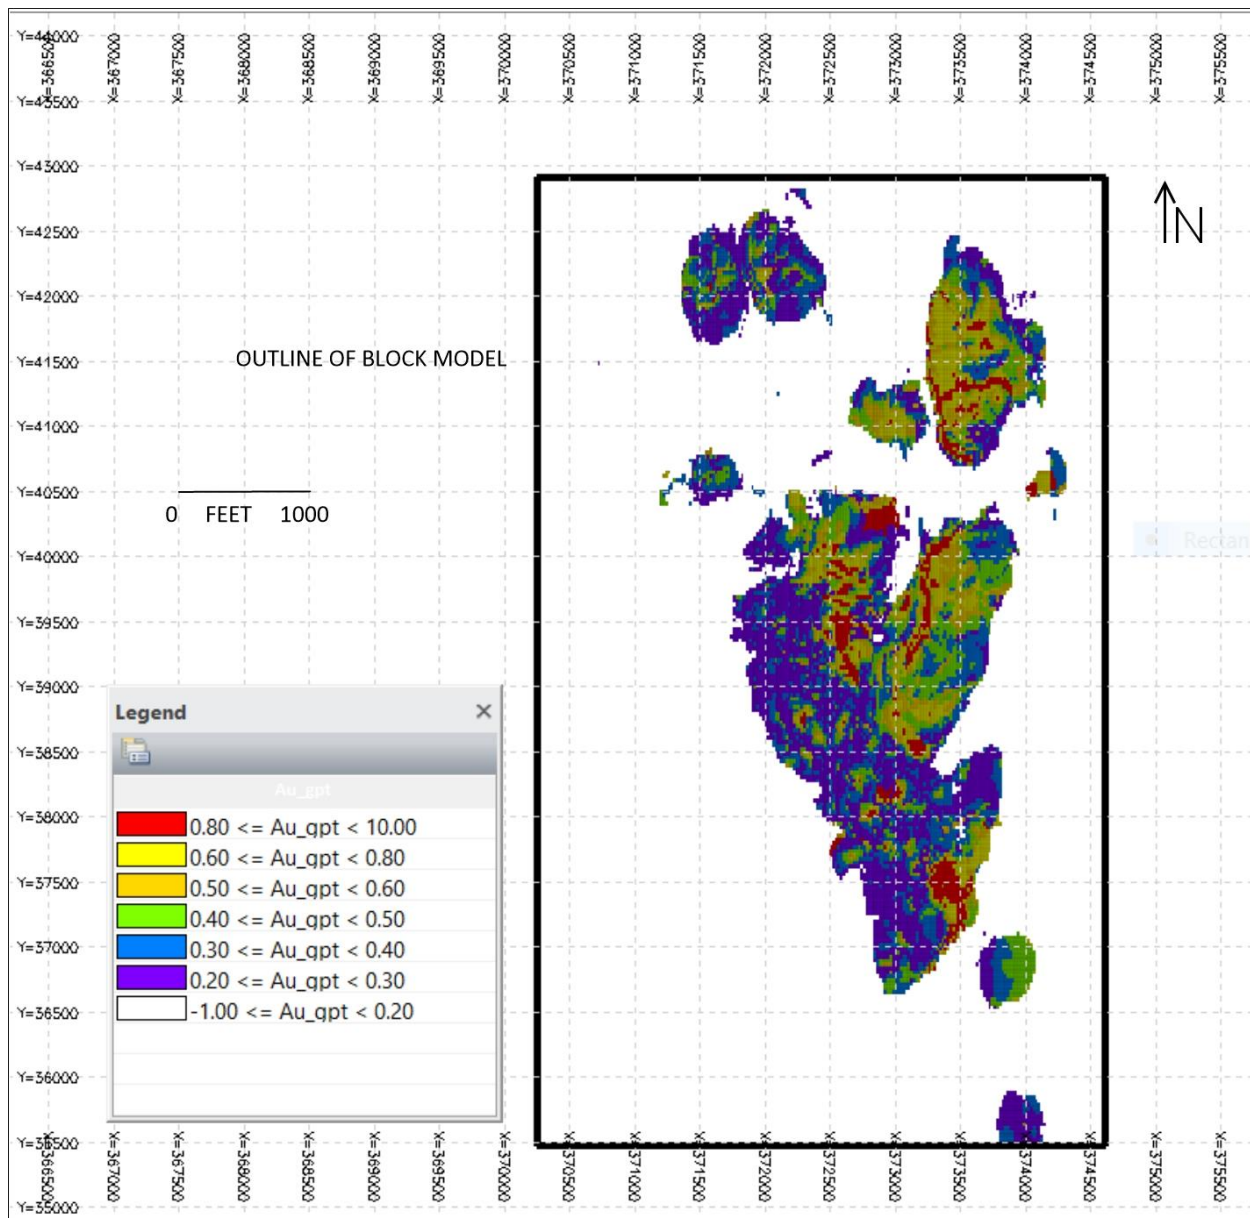 Y=44000
X=366500
X=367000
X=367500
X=368000
X=368500
X=369000
X=369500
X=370000
X=370500
X=371000
X=371500
X=372000
X=372500
X=373000
X=373500
X=374000
X=374500
X=375000
X=375500
Y=43500
Y=43000
Y=42500
N
Y=42000
Y=41500
OUTLINE OF BLOCK MODEL
Y=41000
Y=40500
0 FEET 1000
Rectan
Y=40000
Y=39500
Y=39000
Legend
Y=38500
Au_gpt
Y=38000
0.80 <= Au_gpt < 10.00
0.60 <= Au_gpt < 0.80
Y=37500
0.50 <= Au_gpt < 0.60
0.40 <= Au_gpt < 0.50
Y=37000
0.30 <= Au_gpt < 0.40
0.20 <= Au_gpt < 0.30
Y=36500
-1.00 <= Au_gpt < 0.20
Y=36000
Y=35500
X=366500
X=367000
X=367500
X=368000
X=368500
X=369000
X=369500
X=370000
X=370500
X=371000
X=371500
X=372000
X=372500
X=373000
X=373500
X=374000
X=374500
X=375000
X=375500
Y=35000